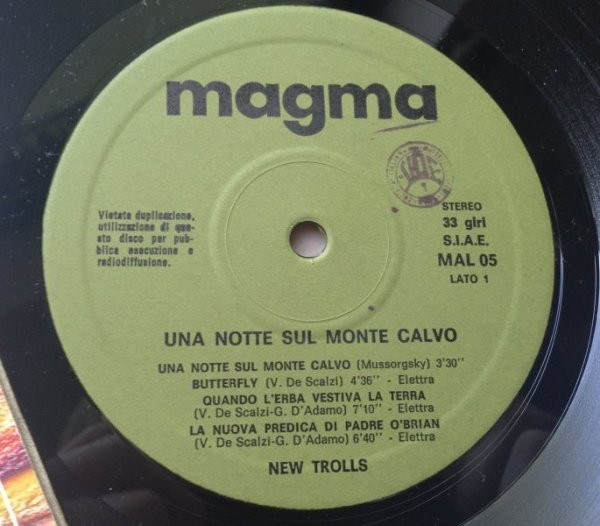 magma
STEREO
33 giri
S.I.A.E.
MAL 05
LATO 1
Vietata duplicazione,
utilizzazione di que-
sto disco per pub-
blica esecuzione e
radiodiffusione.
UNA NOTTE SUL MONTE CALVO
UNA NOTTE SUL MONTE CALVO (Mussorgsky) 3'30''
BUTTERFLY (V. De Scalzi) 4'36'' - Elettra
QUANDO L'ERBA VESTIVA LA TERRA
(V. De Scalzi-G. D'Adamo) 7'10'' - Elettra
LA NUOVA PREDICA DI PADRE O'BRIAN
(V. De Scalzi-G. D'Adamo) 6'40'' - Elettra
NEW TROLLS